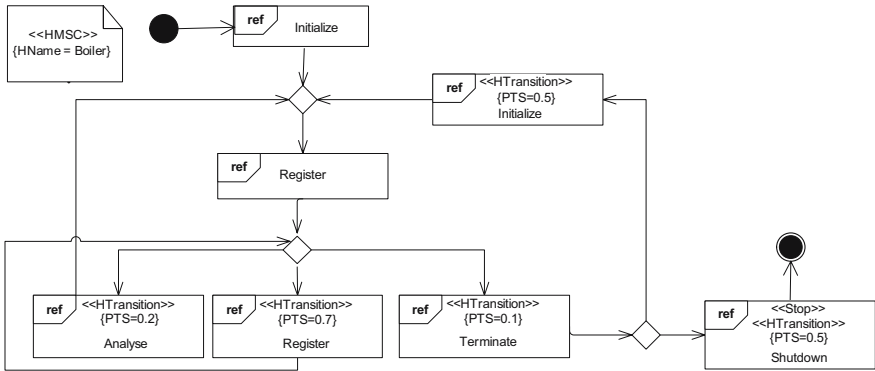 <<HMSC>>
{HName = Boiler}
ref
Initialize
ref
<<HTransition>>
{PTS=0.5}
Initialize
ref
Register
ref
<<HTransition>>
{PTS=0.2}
Analyse
ref
<<HTransition>>
{PTS=0.7}
Register
ref
<<HTransition>>
{PTS=0.1}
Terminate
ref
<<Stop>>
<<HTransition>>
{PTS=0.5}
Shutdown